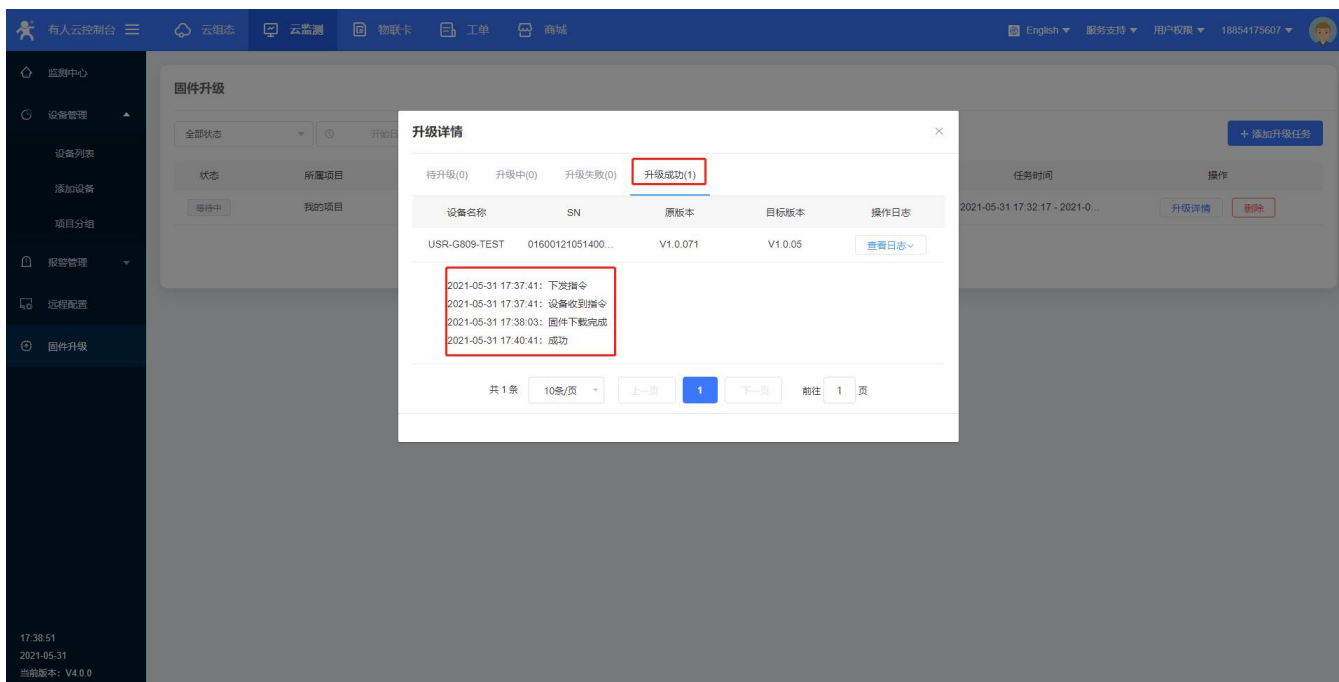 有人云控制台 云组态 云监测 物联卡 工单 商城 English 服务支持 用户权限 18854175607
监测中心
固件升级
设备管理
全部状态 开始日 升级详情 × + 添加升级任务
设备列表
待升级(0) 升级中(0) 升级失败(0) 升级成功(1)
状态 所属项目 任务时间 操作
添加设备
等待中 我的项目 设备名称 SN 原版本 目标版本 操作日志 2021-05-31 17:32:17 - 2021-0... 升级详情 删除
项目分组
USR-G809-TEST 01600121051400... V1.0.071 V1.0.05 查看日志
报警管理
2021-05-31 17:37:41: 下发指令
远程配置 2021-05-31 17:37:41: 设备收到指令
2021-05-31 17:38:03: 固件下载完成
固件升级 2021-05-31 17:40:41: 成功
共 1 条 10条/页 上一页 1 下一页 前往 1 页
17:38:51
2021-05-31
当前版本: V4.0.0